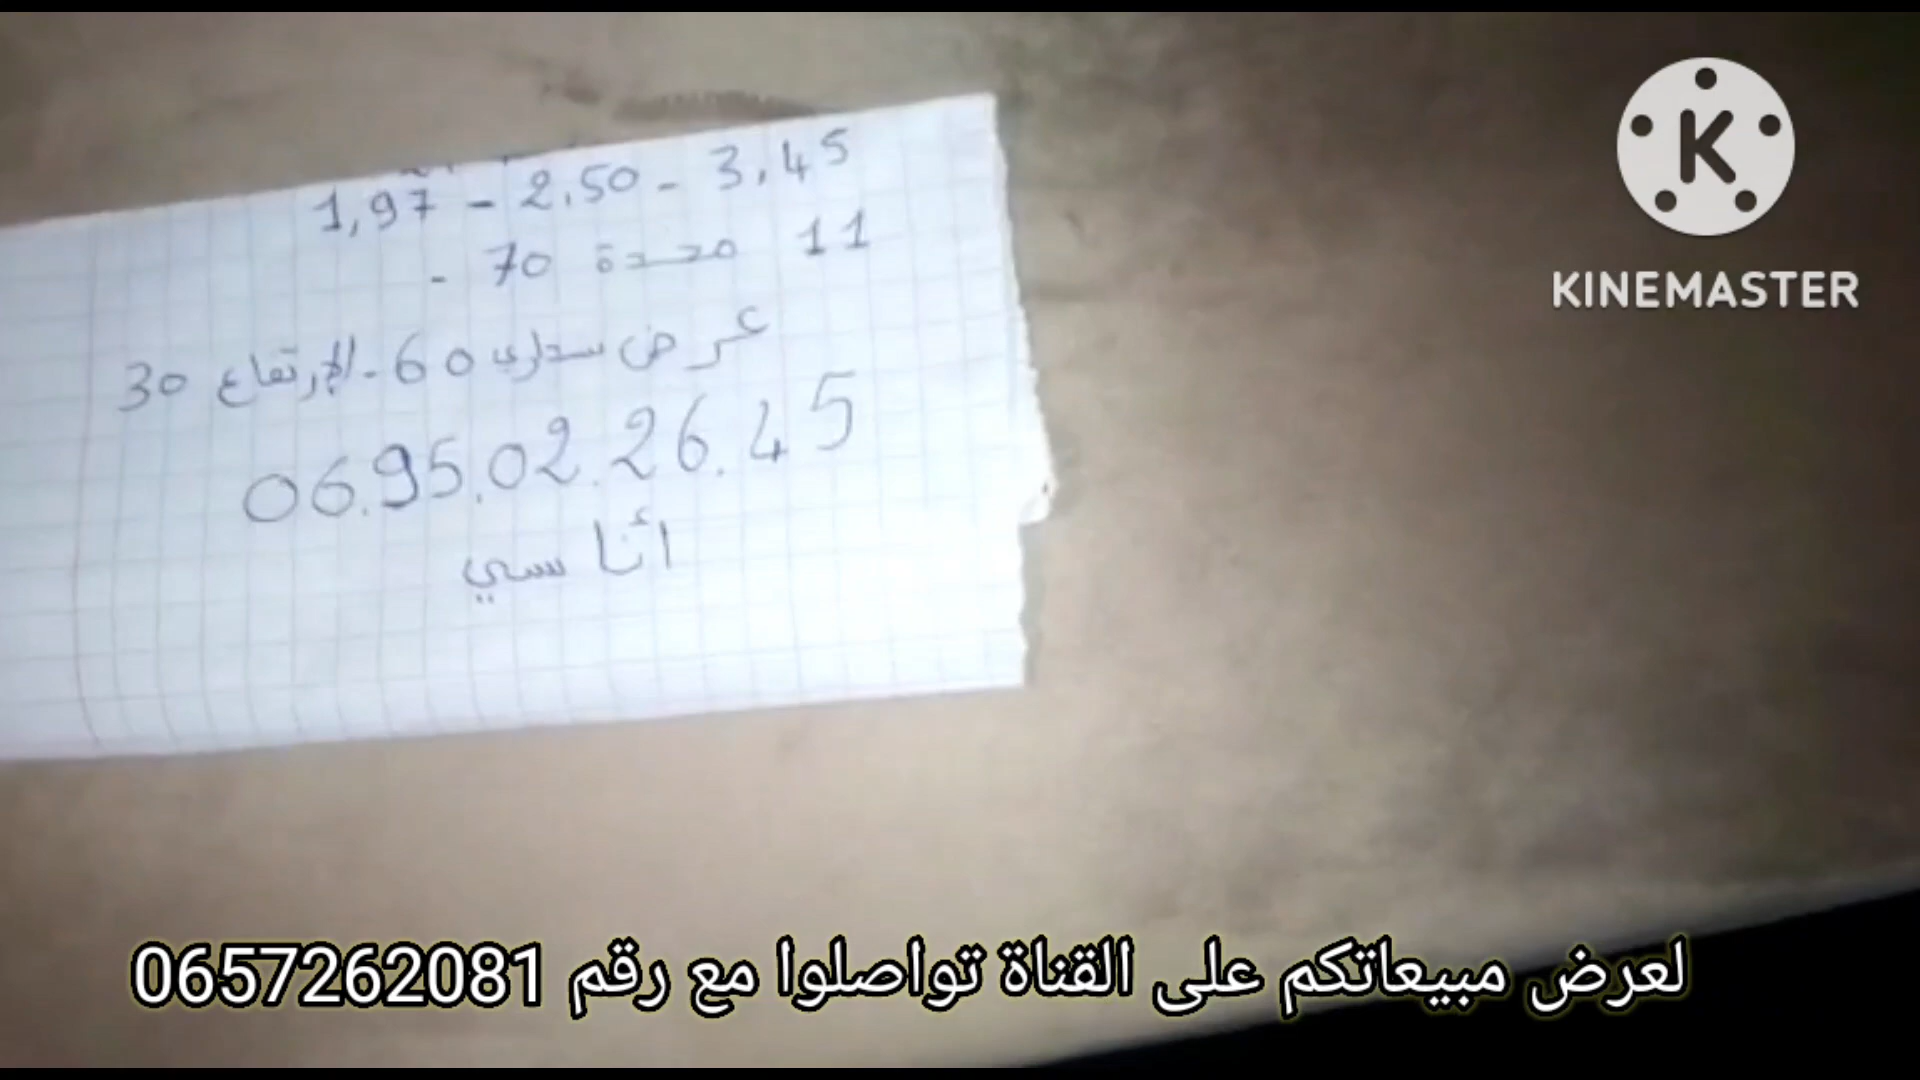 1,97 - 2,50 - 3,45
11 محدة 70 -
عرض سداري 60 - الإرتفاع 30
06.95.02.26.45
أنا سي
KINEMASTER
لعرض مبيعاتكم على القناة تواصلوا مع رقم 0657262081